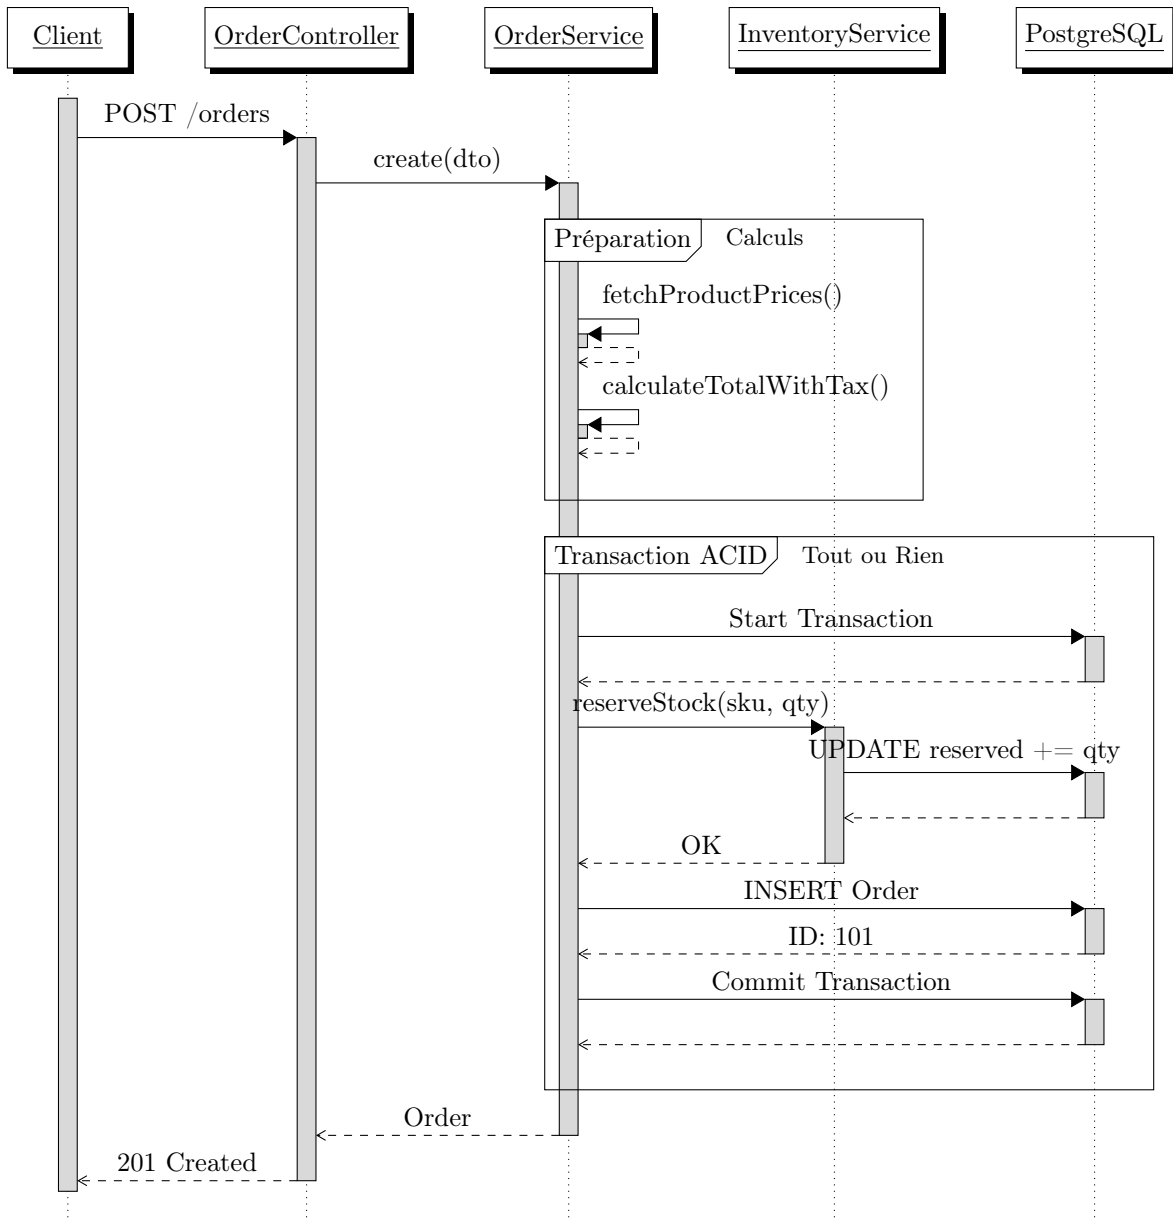 Client
OrderController
OrderService
InventoryService
PostgreSQL
POST /orders
create(dto)
Préparation
Calculs
fetchProductPrices()
calculateTotalWithTax()
Transaction ACID
Tout ou Rien
Start Transaction
reserveStock(sku, qty)
UPDATE reserved += qty
OK
INSERT Order
ID: 101
Commit Transaction
Order
201 Created